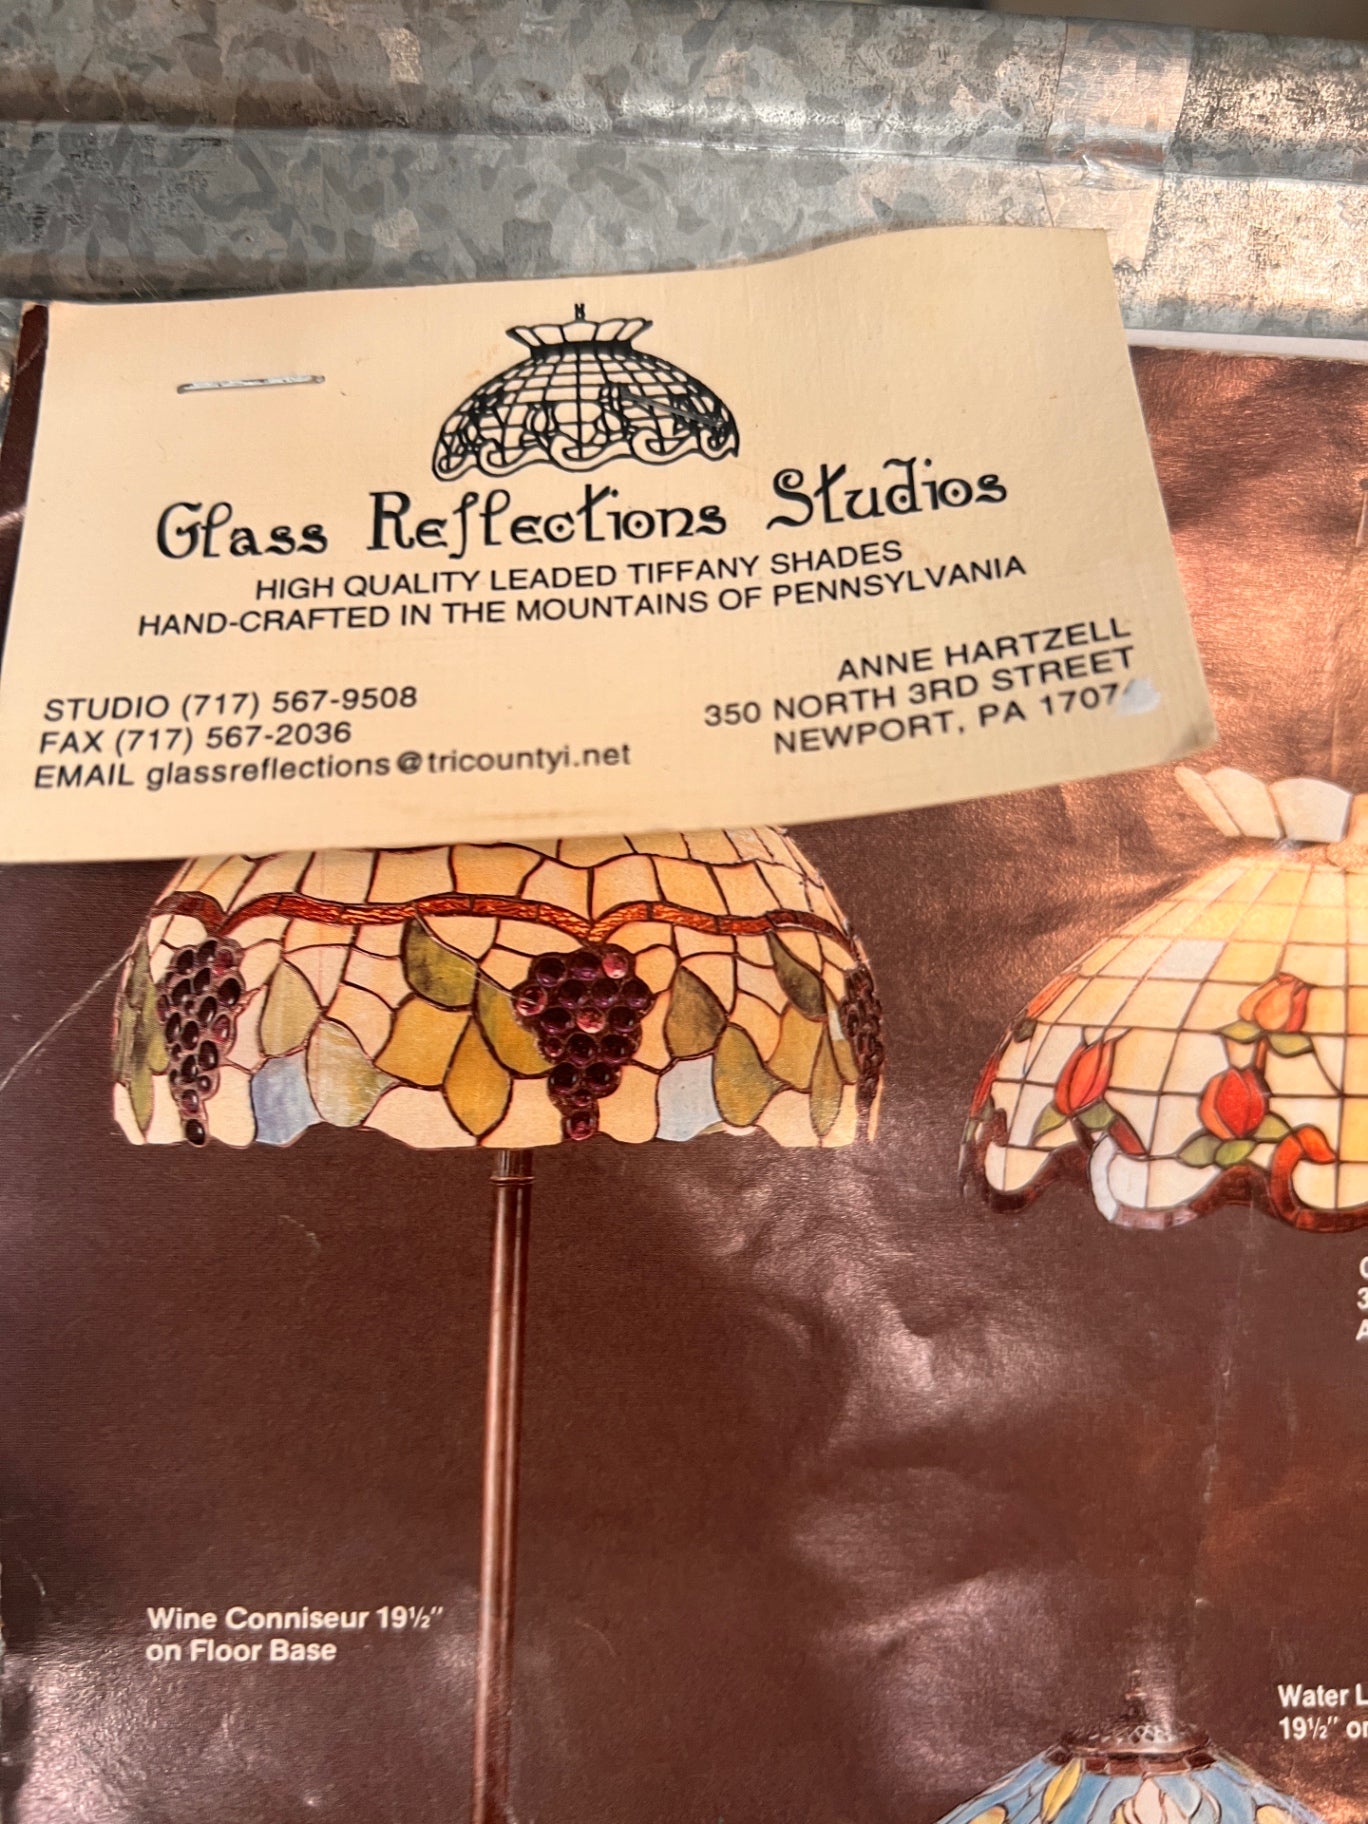 Glass Reflections Studios
HIGH QUALITY LEADED TIFFANY SHADES
HAND-CRAFTED IN THE MOUNTAINS OF PENNSYLVANIA
STUDIO (717) 567-9508
FAX (717) 567-2036
EMAIL glassreflections@tricountyi.net
ANNE HARTZELL
350 NORTH 3RD STREET
NEWPORT, PA
Wine Conniseur 19½"
on Floor Base
Water
19½"